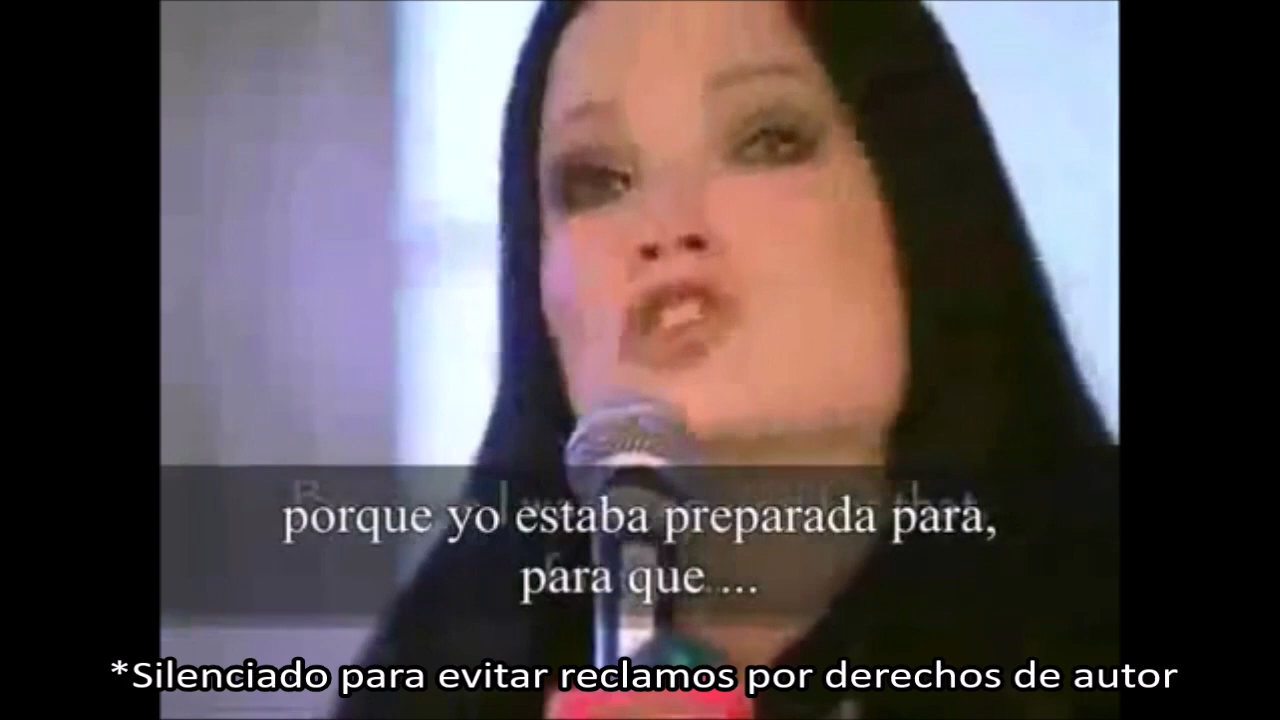 porque yo estaba preparada para,
para que ...
*Silenciado para evitar reclamos por derechos de autor